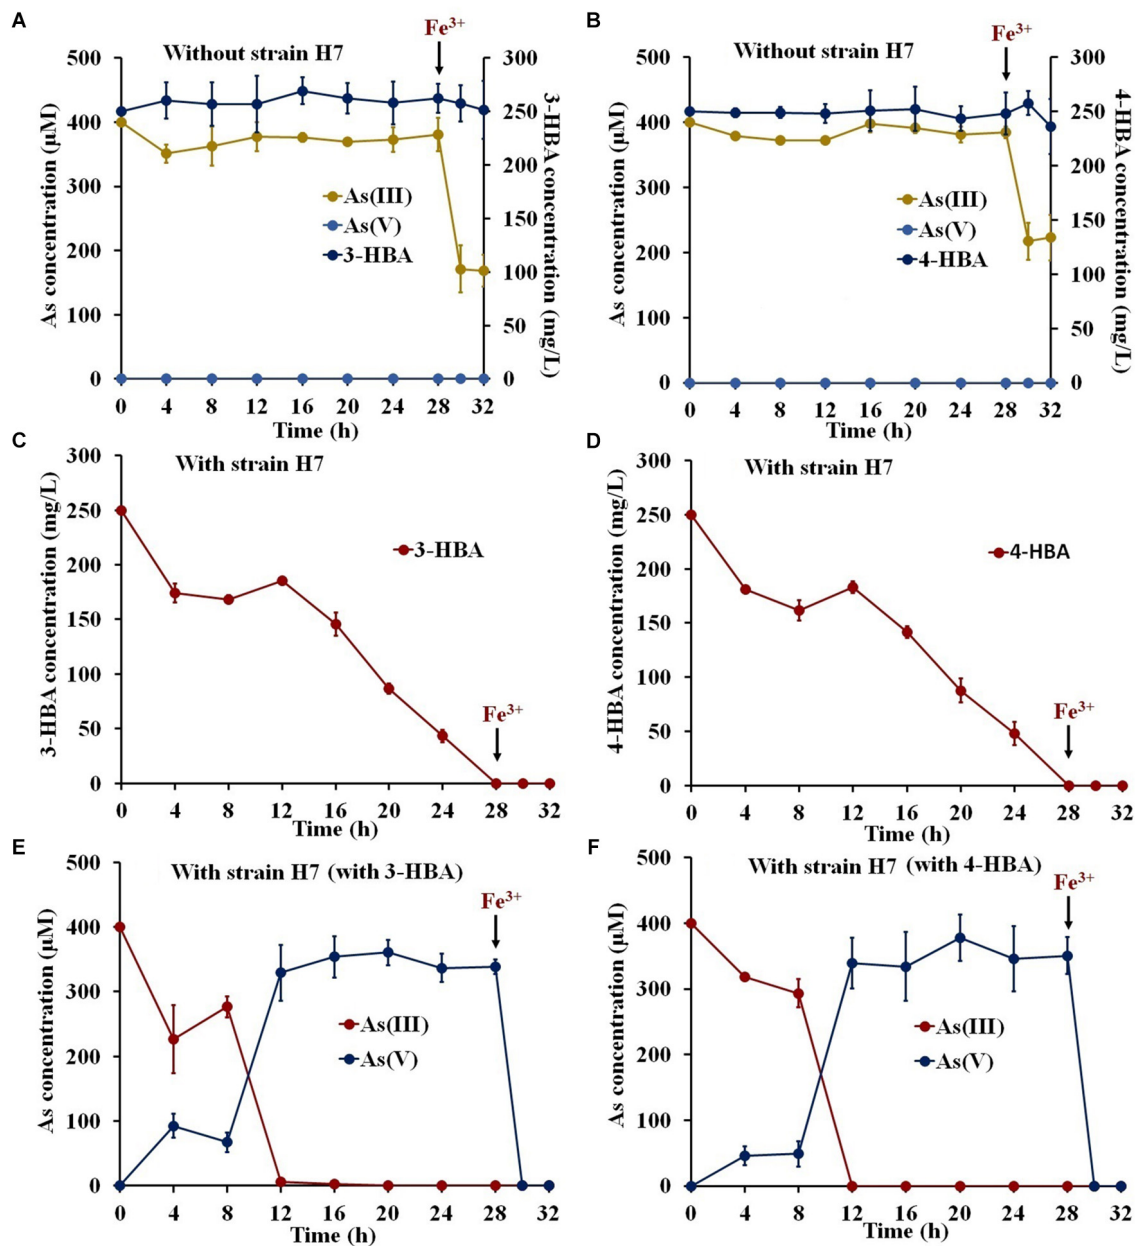 A
Without strain H7
Fe3+
As concentration (µM)
500
400
300
200
100
0
3-HBA concentration (mg/L)
300
250
200
150
100
50
0
As(III)
As(V)
3-HBA
0 4 8 12 16 20 24 28 32
Time (h)
B
Without strain H7
Fe3+
As concentration (µM)
500
400
300
200
100
0
4-HBA concentration (mg/L)
300
250
200
150
100
50
0
As(III)
As(V)
4-HBA
0 4 8 12 16 20 24 28 32
Time (h)
C
With strain H7
3-HBA concentration (mg/L)
300
250
200
150
100
50
0
3-HBA
Fe3+
0 4 8 12 16 20 24 28 32
Time (h)
D
With strain H7
4-HBA concentration (mg/L)
300
250
200
150
100
50
0
4-HBA
Fe3+
0 4 8 12 16 20 24 28 32
Time (h)
E
With strain H7 (with 3-HBA)
Fe3+
As concentration (µM)
500
400
300
200
100
0
As(III)
As(V)
0 4 8 12 16 20 24 28 32
Time (h)
F
With strain H7 (with 4-HBA)
Fe3+
As concentration (µM)
500
400
300
200
100
0
As(III)
As(V)
0 4 8 12 16 20 24 28 32
Time (h)